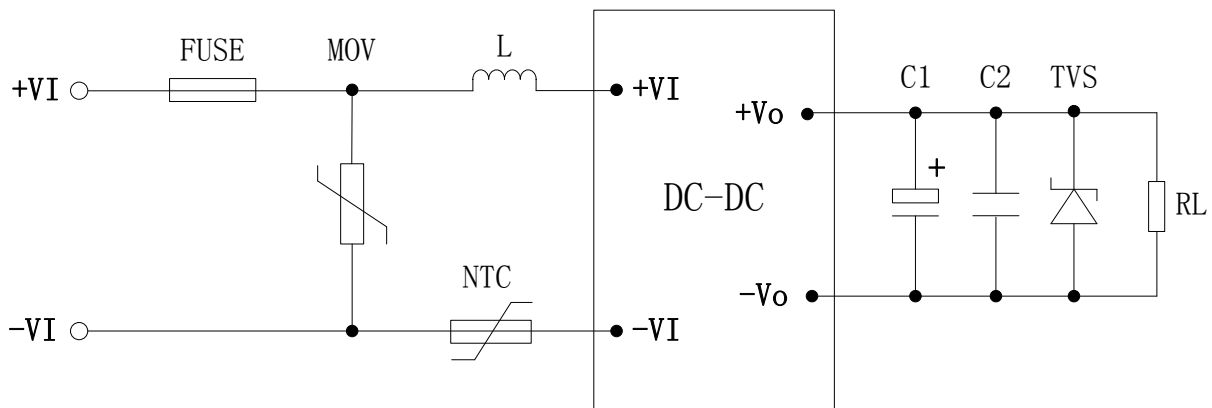 FUSE
MOV
L
+VI
+VI
C1
C2
TVS
+Vo
+
DC-DC
RL
NTC
-Vo
-VI
-VI